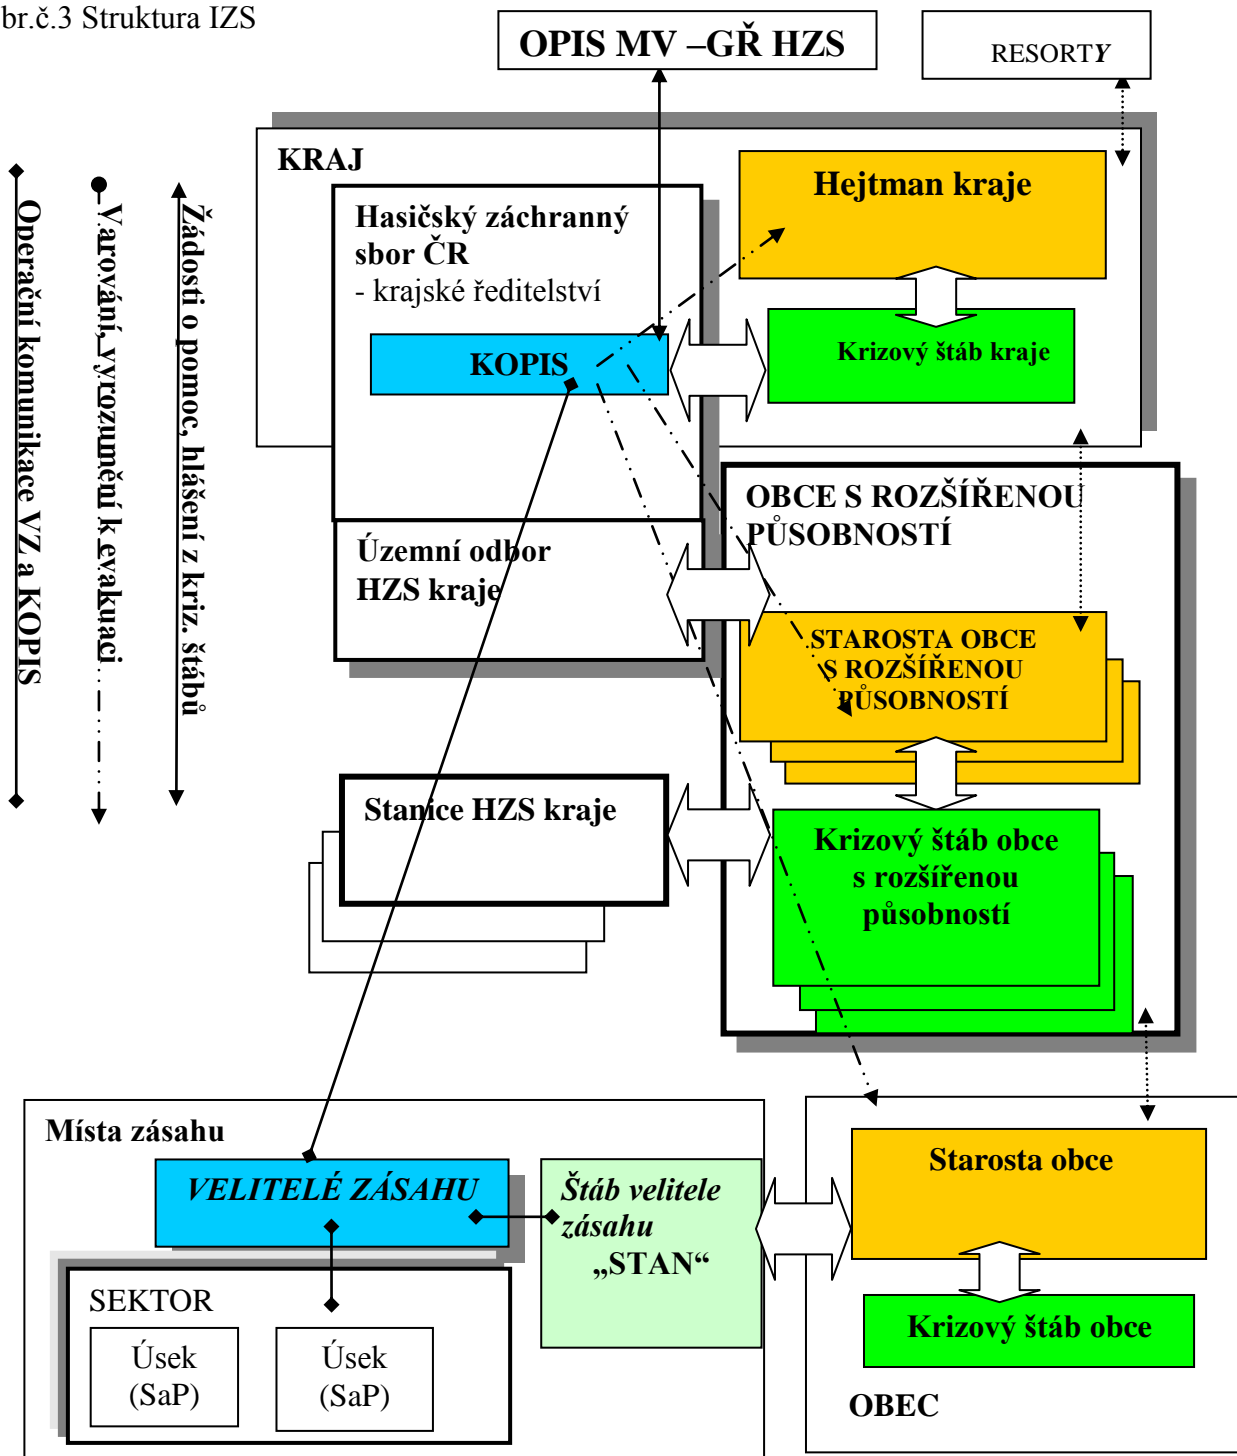 br.č.3 Struktura IZS
OPIS MV –GŘ HZS
RESORTY
Operační komunikace VZ a KOPIS
Varování, vyrozumění k evakuaci
Žádosti o pomoc, hlášení z kriz. štábů
KRAJ
Hasičský záchranný
sbor ČR
- krajské ředitelství
KOPIS
Hejtman kraje
Krizový štáb kraje
Územní odbor
HZS kraje
OBCE S ROZŠÍŘENOU
PŮSOBNOSTÍ
STAROSTA OBCE
S ROZŠÍŘENOU
PŮSOBNOSTÍ
Stanice HZS kraje
Krizový štáb obce
s rozšířenou
působností
Místa zásahu
VELITELÉ ZÁSAHU
Štáb velitele
zásahu
„STAN“
SEKTOR
Úsek
(SaP)
Úsek
(SaP)
Starosta obce
Krizový štáb obce
OBEC